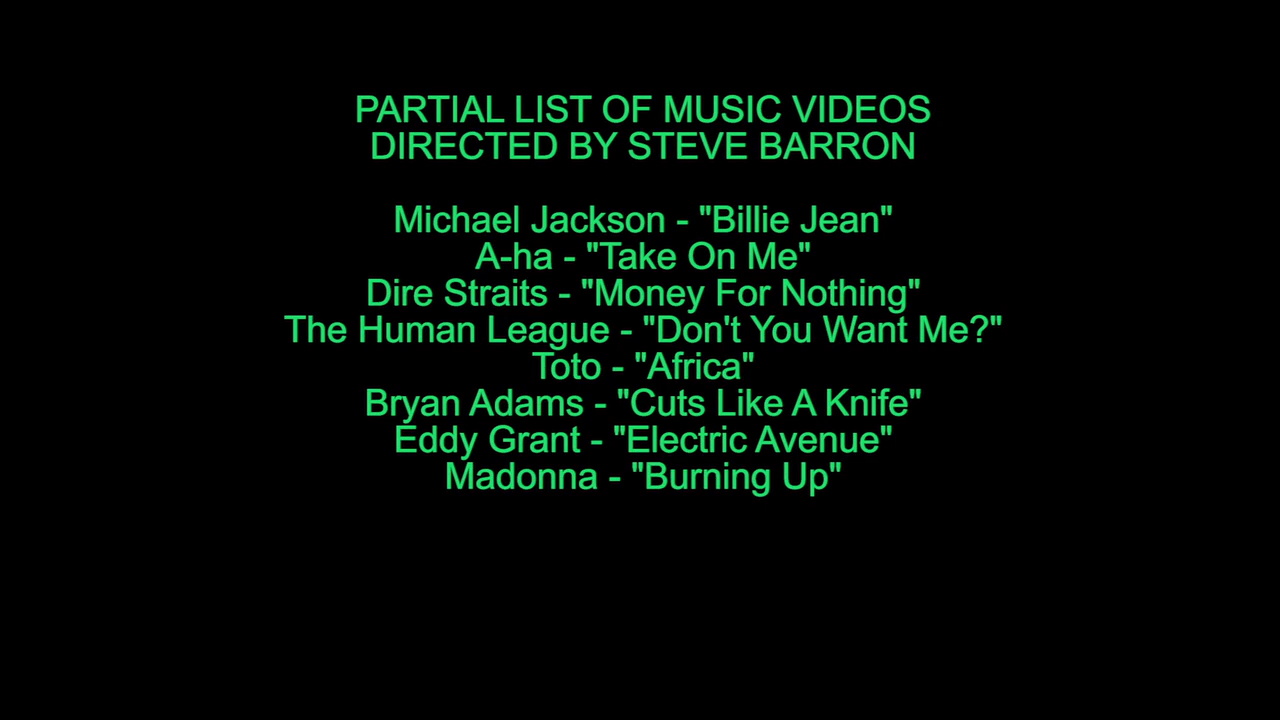 PARTIAL LIST OF MUSIC VIDEOS
DIRECTED BY STEVE BARRON
Michael Jackson - "Billie Jean"
A-ha - "Take On Me"
Dire Straits - "Money For Nothing"
The Human League - "Don't You Want Me?"
Toto - "Africa"
Bryan Adams - "Cuts Like A Knife"
Eddy Grant - "Electric Avenue"
Madonna - "Burning Up"